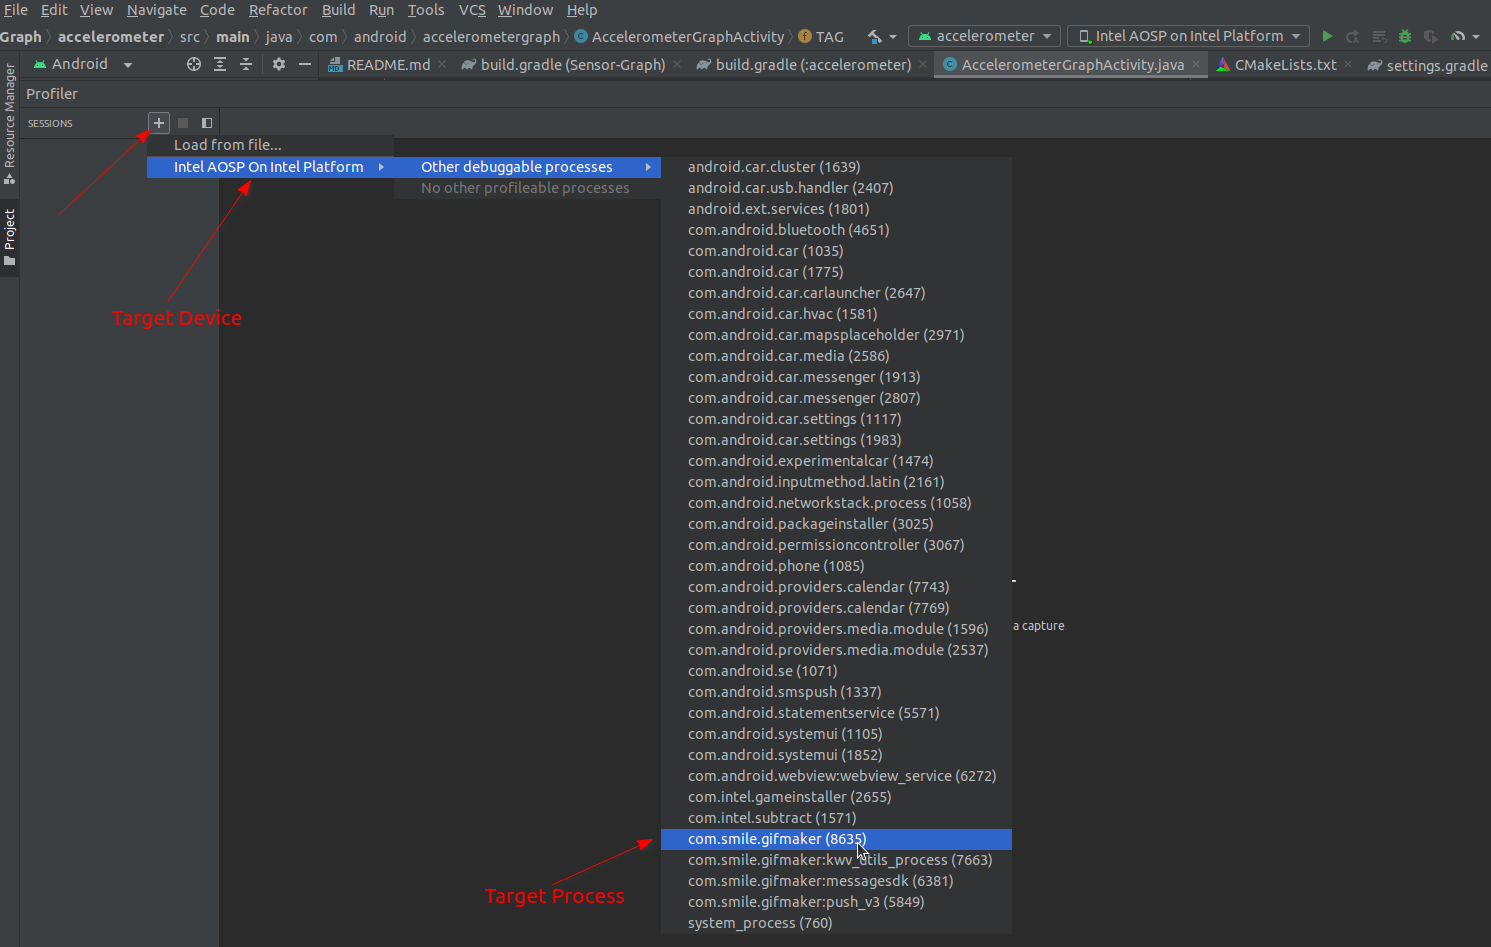 File Edit View Navigate Code Refactor Build Run Tools VCS Window Help
Graph accelerometer src main java com android accelerometergraph AccelerometerGraphActivity TAG accelerometer Intel AOSP on Intel Platform
Android README.md build.gradle (Sensor-Graph) build.gradle (:accelerometer) AccelerometerGraphActivity.java CMakeLists.txt settings.gradle
Resource Manager
Project
Profiler
SESSIONS
Load from file...
Intel AOSP On Intel Platform
Other debuggable processes
No other profileable processes
Target Device
android.car.cluster (1639)
android.car.usb.handler (2407)
android.ext.services (1801)
com.android.bluetooth (4651)
com.android.car (1035)
com.android.car (1775)
com.android.car.carlauncher (2647)
com.android.car.hvac (1581)
com.android.car.mapsplaceholder (2971)
com.android.car.media (2586)
com.android.car.messenger (1913)
com.android.car.messenger (2807)
com.android.car.settings (1117)
com.android.car.settings (1983)
com.android.experimentalcar (1474)
com.android.inputmethod.latin (2161)
com.android.networkstack.process (1058)
com.android.packageinstaller (3025)
com.android.permissioncontroller (3067)
com.android.phone (1085)
com.android.providers.calendar (7743)
com.android.providers.calendar (7769)
com.android.providers.media.module (1596)
a capture
com.android.providers.media.module (2537)
com.android.se (1071)
com.android.smspush (1337)
com.android.statementservice (5571)
com.android.systemui (1105)
com.android.systemui (1852)
com.android.webview:webview_service (6272)
com.intel.gameinstaller (2655)
com.intel.subtract (1571)
com.smile.gifmaker (8635)
com.smile.gifmaker:kwv_utils_process (7663)
com.smile.gifmaker:messagesdk (6381)
com.smile.gifmaker:push_v3 (5849)
system_process (760)
Target Process